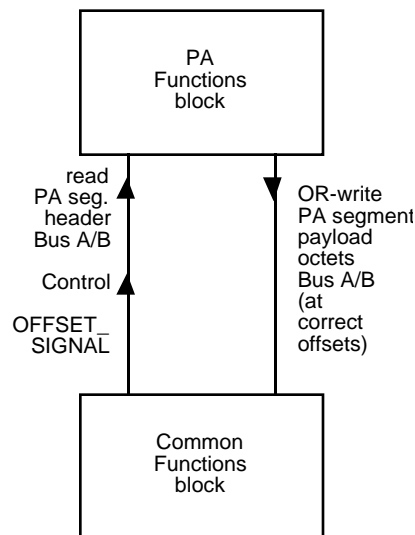 PA
Functions
block
read
PA seg.
header
Bus A/B
Control
OFFSET_
SIGNAL
OR-write
PA segment
payload
octets
Bus A/B
(at
correct
offsets)
Common
Functions
block